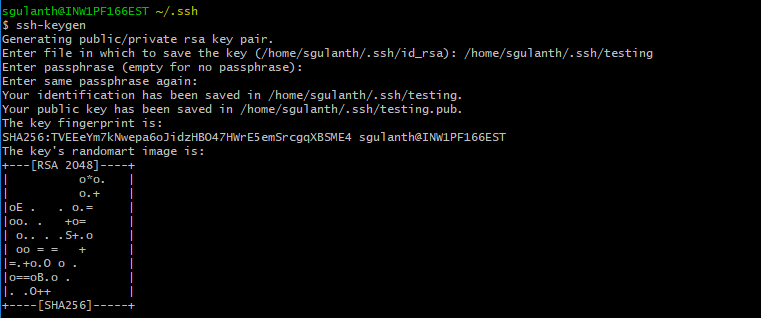 sgulanth@INW1PF166EST ~/.ssh
$ ssh-keygen
Generating public/private rsa key pair.
Enter file in which to save the key (/home/sgulanth/.ssh/id_rsa): /home/sgulanth/.ssh/testing
Enter passphrase (empty for no passphrase):
Enter same passphrase again:
Your identification has been saved in /home/sgulanth/.ssh/testing.
Your public key has been saved in /home/sgulanth/.ssh/testing.pub.
The key fingerprint is:
SHA256:TVEEeYm7kNwepa6oJidzHBO47HWrE5emSrcgqXBSME4 sgulanth@INW1PF166EST
The key's randomart image is:
+---[RSA 2048]----+
|          o*o.   |
|          o.+    |
|oE .   . o.=     |
|oo. .   +o=      |
| o.. . .S+.o     |
| oo = =   +      |
|=.+o.O o .       |
|o==oB.o .        |
|. .O++           |
+----[SHA256]-----+